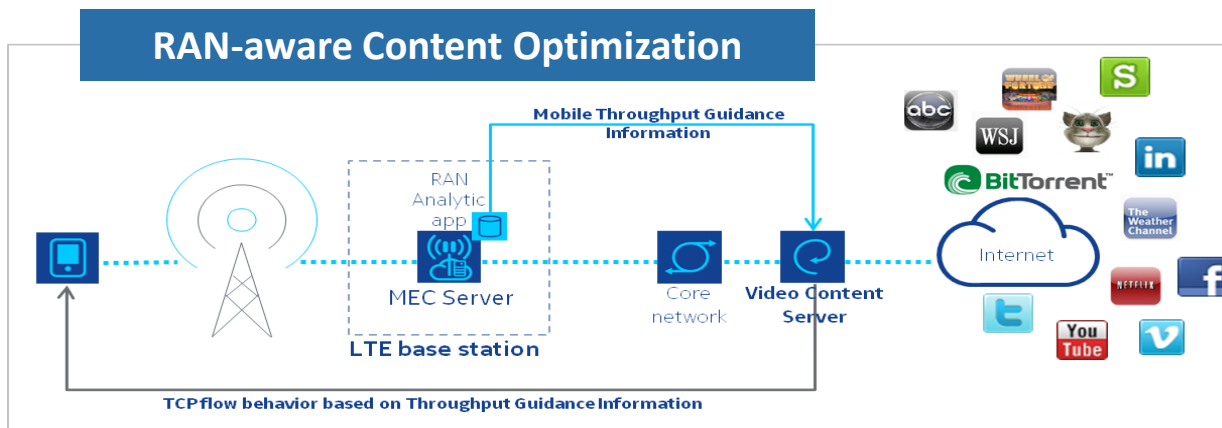 RAN-aware Content Optimization
Mobile Throughput Guidance
Information
RAN
Analytic
app
MEC Server
LTE base station
Core
network
Video Content
Server
TCP flow behavior based on Throughput Guidance Information
abc
WHEEL OF
FORTUNE
S
WSJ
in
BitTorrent™
The
Weather
Channel
Internet
NETFLIX
f
t
You
Tube
V